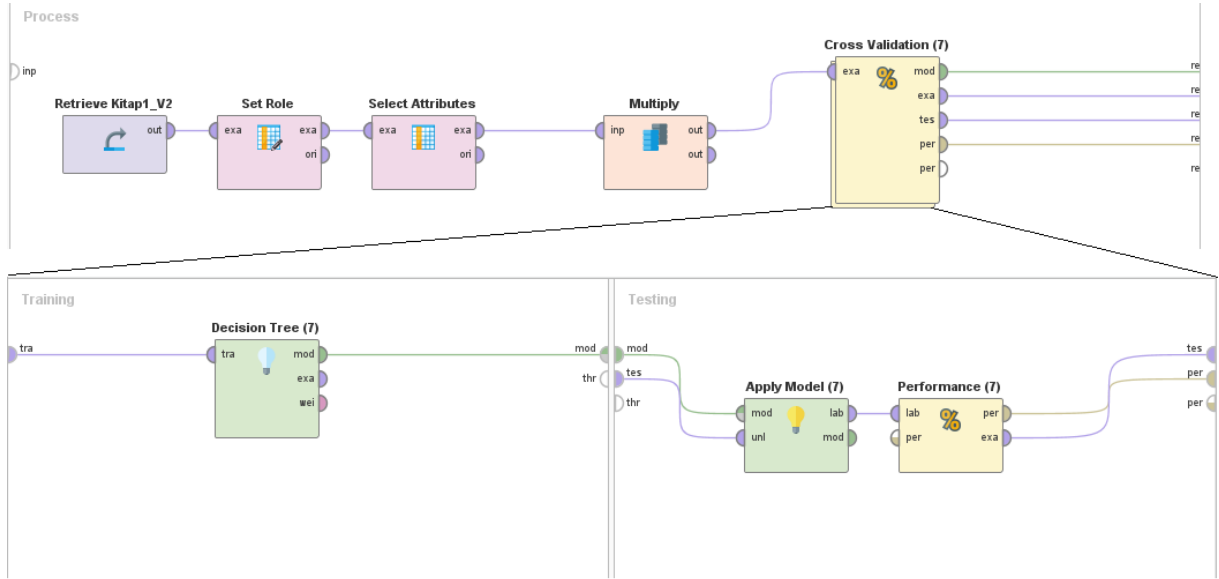 Process
Cross Validation (7)
inp
exa
mod
re
exa
re
tes
re
per
re
per
re
Retrieve Kitap1_V2
Set Role
Select Attributes
Multiply
out
exa
exa
ori
exa
exa
ori
inp
out
out
Training
Testing
Decision Tree (7)
tra
tra
mod
exa
wei
mod
thr
mod
tes
thr
Apply Model (7)
Performance (7)
mod
lab
unl
mod
lab
per
per
exa
tes
per
per